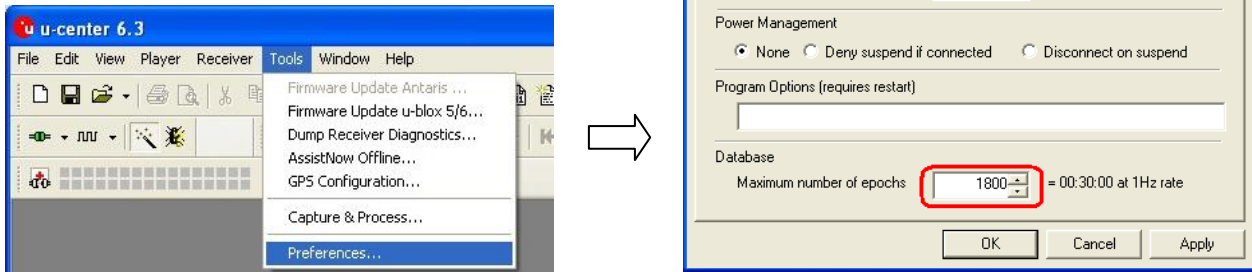 u-center 6.3
File Edit View Player Receiver Tools Window Help
Firmware Update Antaris ...
Firmware Update u-blox 5/6...
Dump Receiver Diagnostics...
AssistNow Offline...
GPS Configuration...
Capture & Process...
Preferences...
Power Management
None Deny suspend if connected Disconnect on suspend
Program Options (requires restart)
Database
Maximum number of epochs 1800 = 00:30:00 at 1Hz rate
OK Cancel Apply